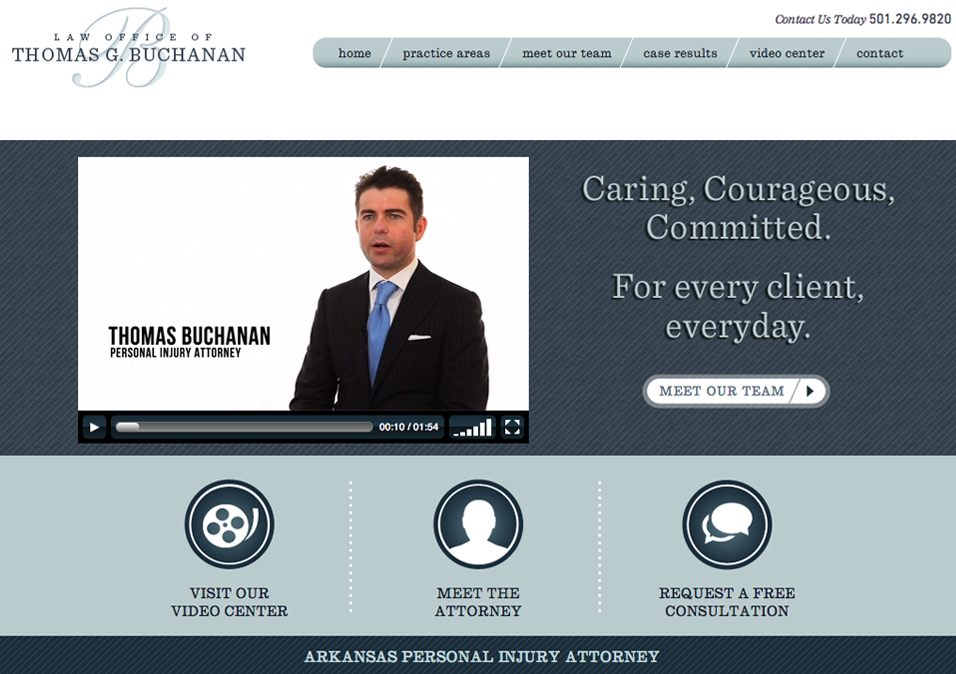 LAW OFFICE OF
THOMAS G. BUCHANAN
Contact Us Today 501.296.9820
home practice areas meet our team case results video center contact
THOMAS BUCHANAN
PERSONAL INJURY ATTORNEY
00:10 / 01:54
Caring, Courageous,
Committed.
For every client,
everyday.
MEET OUR TEAM
VISIT OUR
VIDEO CENTER
MEET THE
ATTORNEY
REQUEST A FREE
CONSULTATION
ARKANSAS PERSONAL INJURY ATTORNEY